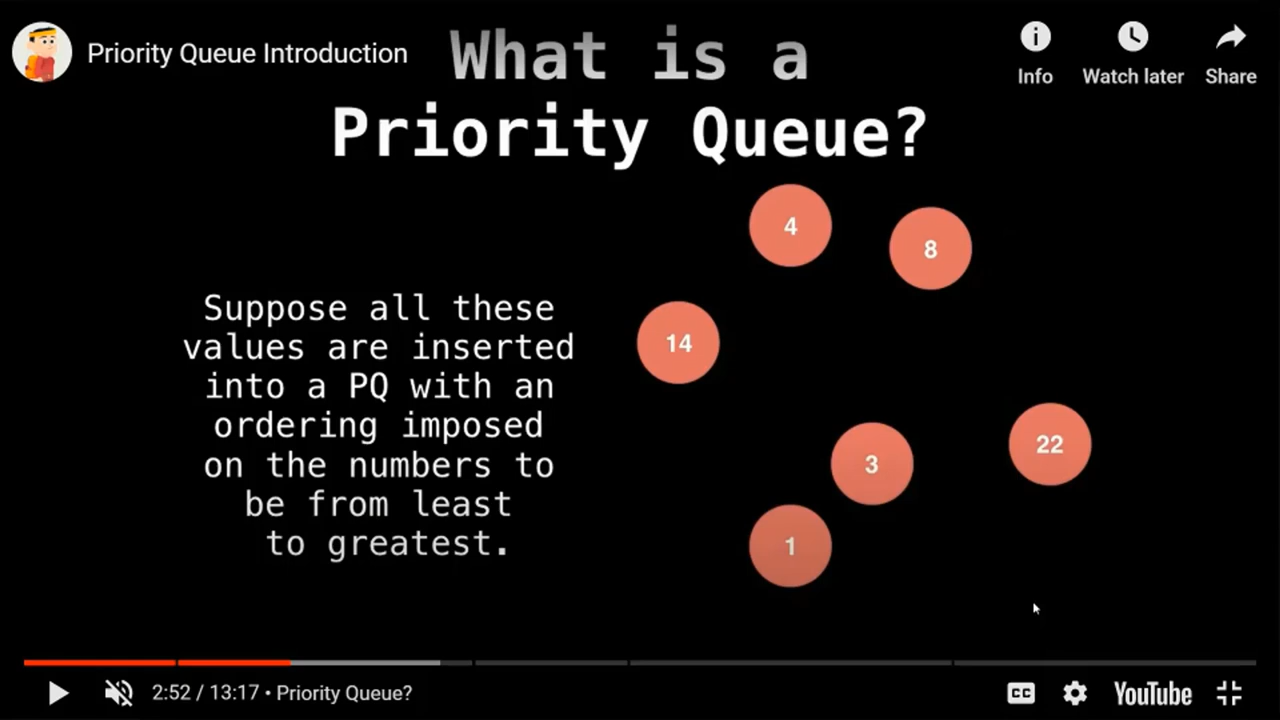 Priority Queue Introduction
What is a
Priority Queue?
Info
Watch later
Share
4
8
14
Suppose all these
values are inserted
into a PQ with an
ordering imposed
on the numbers to
be from least
to greatest.
22
3
1
2:52 / 13:17 • Priority Queue?
CC
YouTube